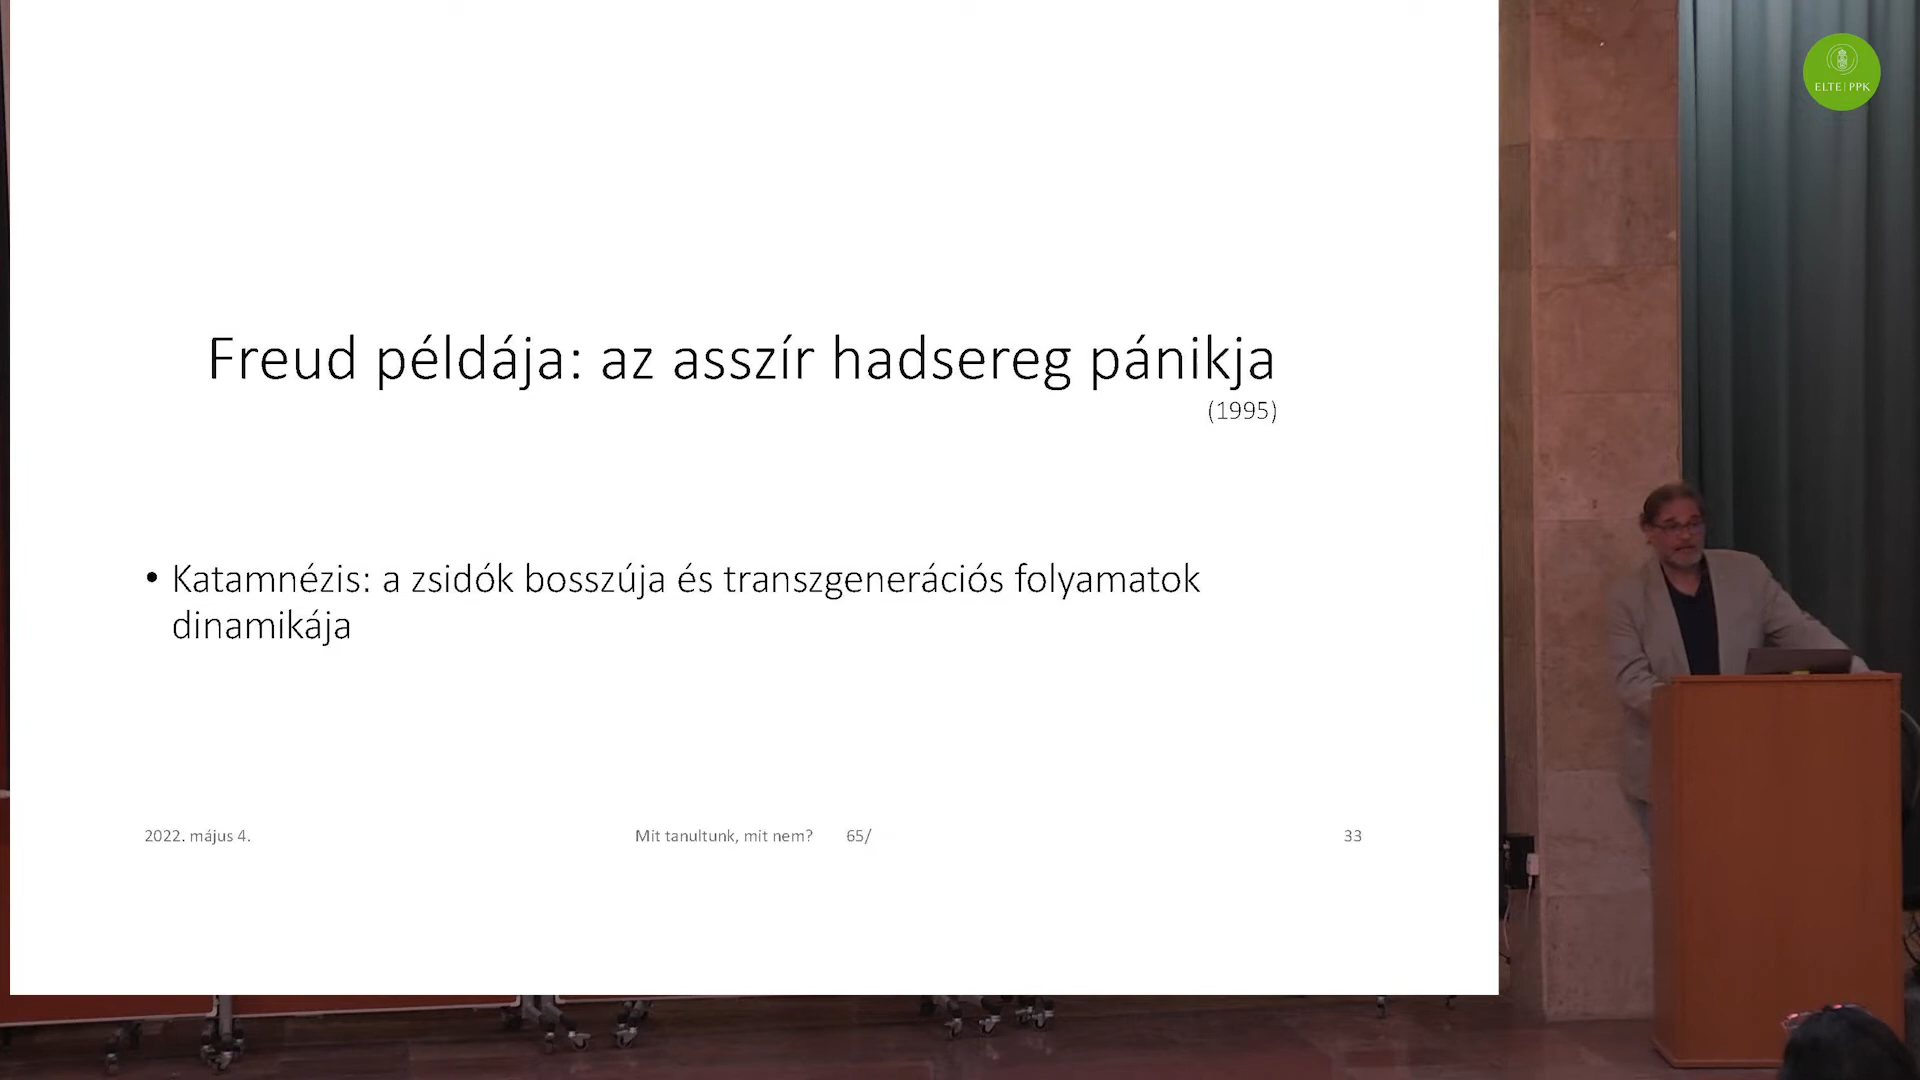 ELTE | PPK
Freud példája: az asszír hadsereg pánikja
(1995)
• Katamnézis: a zsidók bosszúja és transzgenerációs folyamatok
dinamikája
2022. május 4.
Mit tanultunk, mit nem? 65/
33